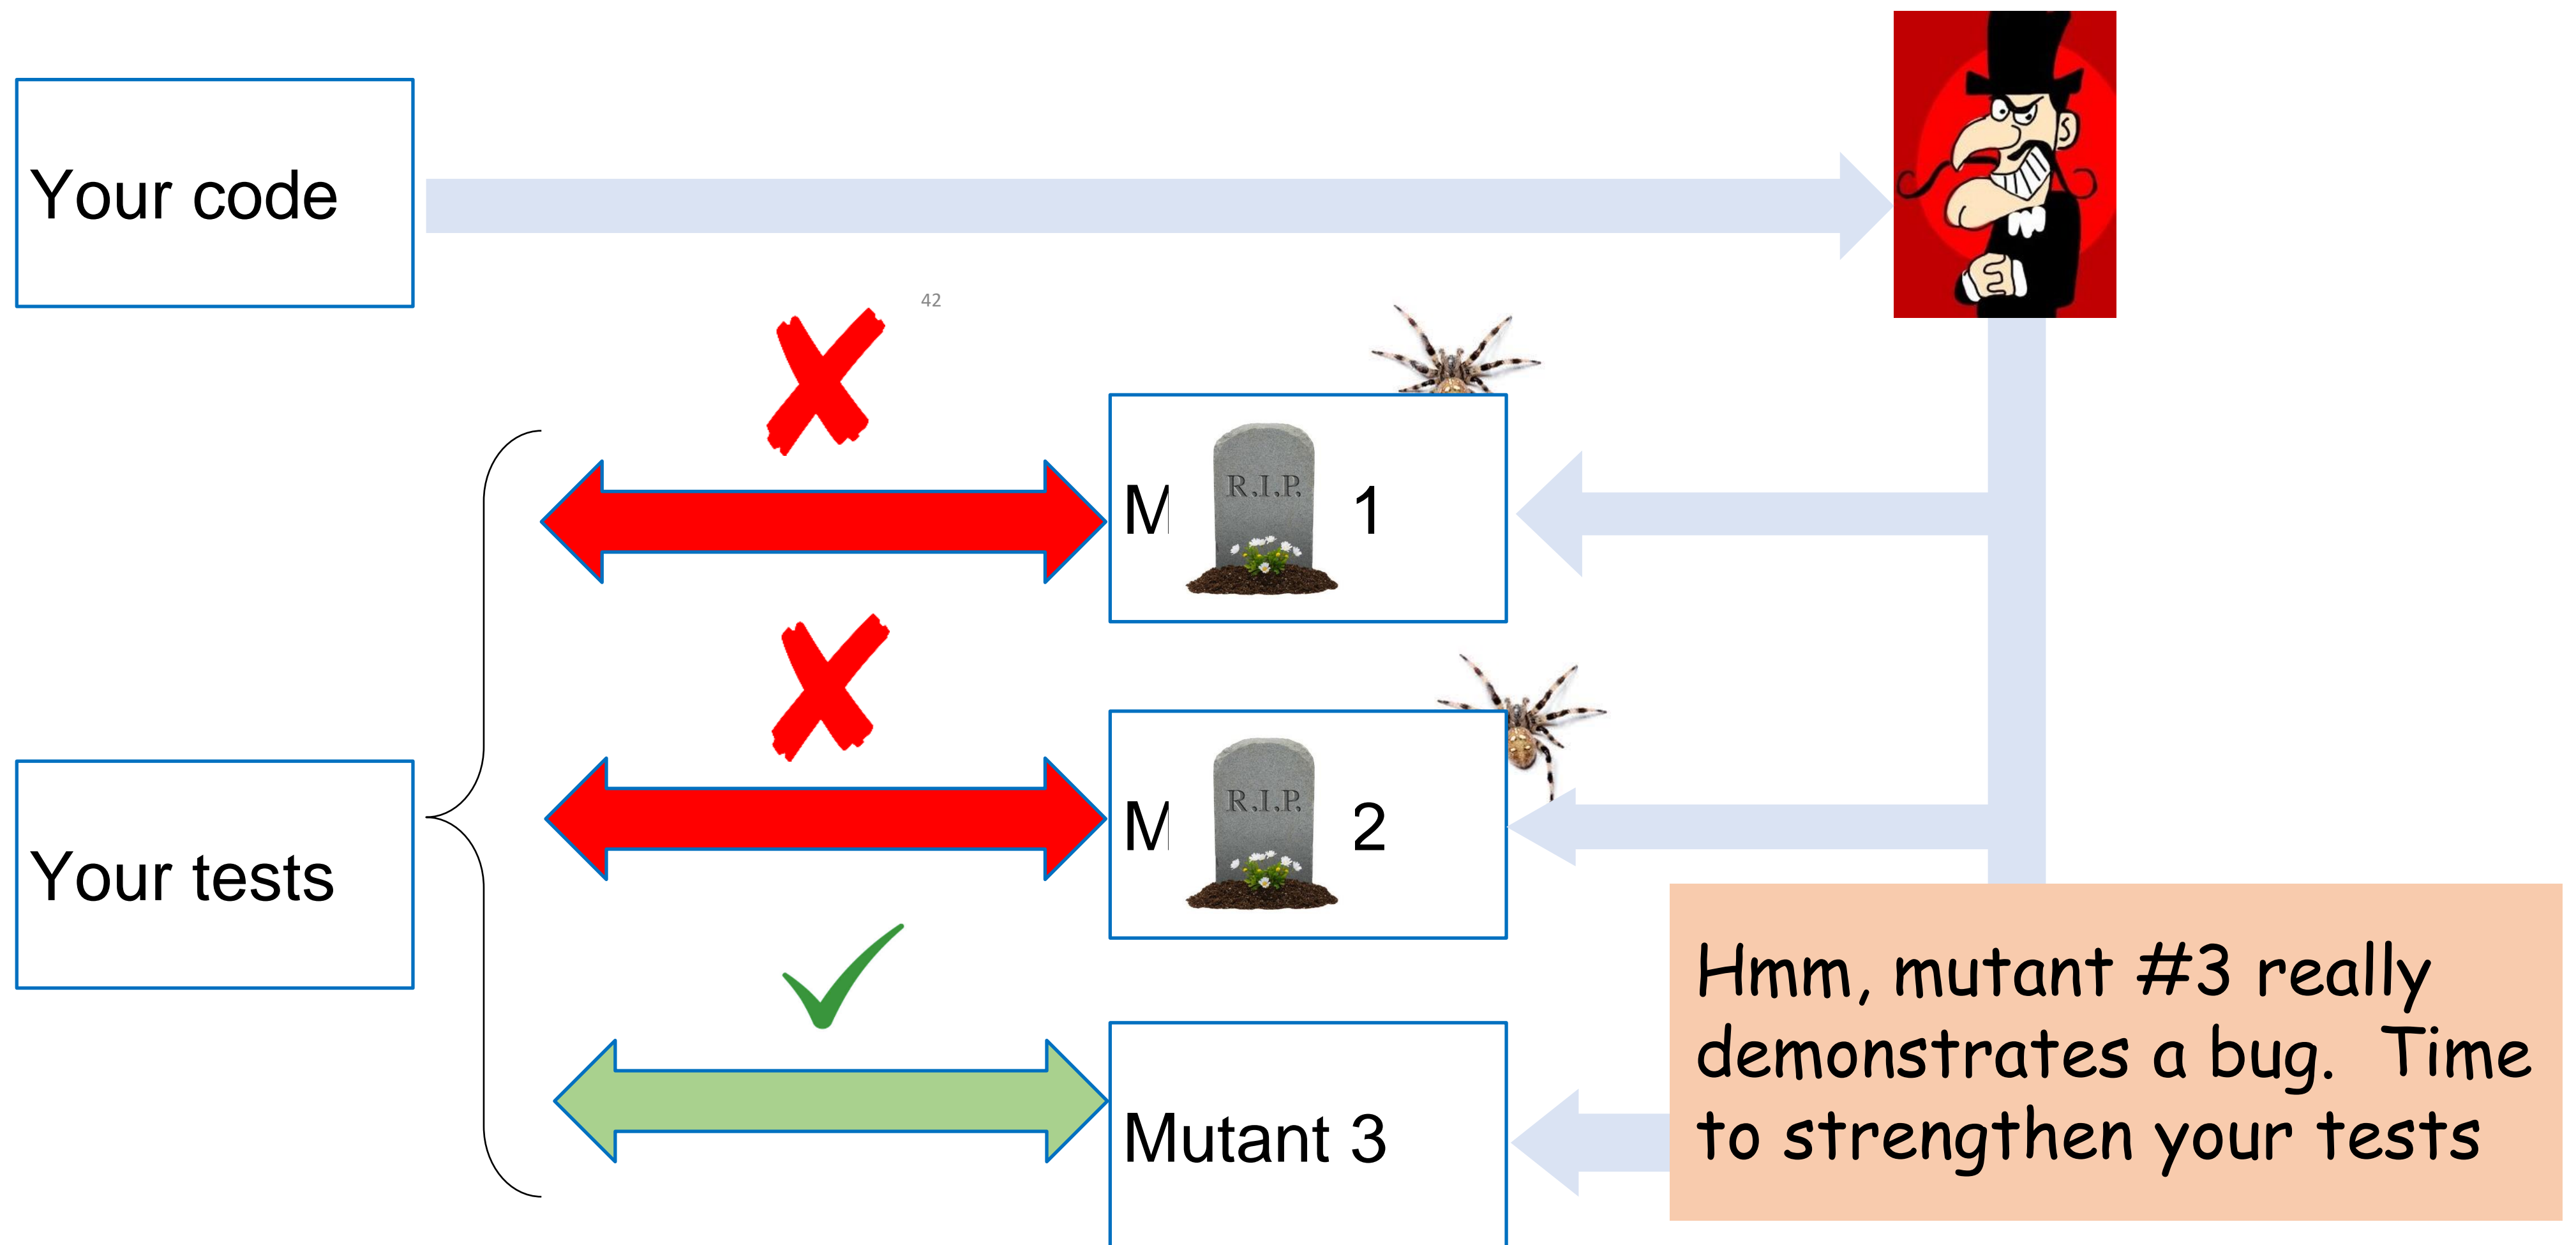 Your code
42
R.I.P.
M 1
R.I.P.
M 2
Your tests
Mutant 3
Hmm, mutant #3 really
demonstrates a bug. Time
to strengthen your tests